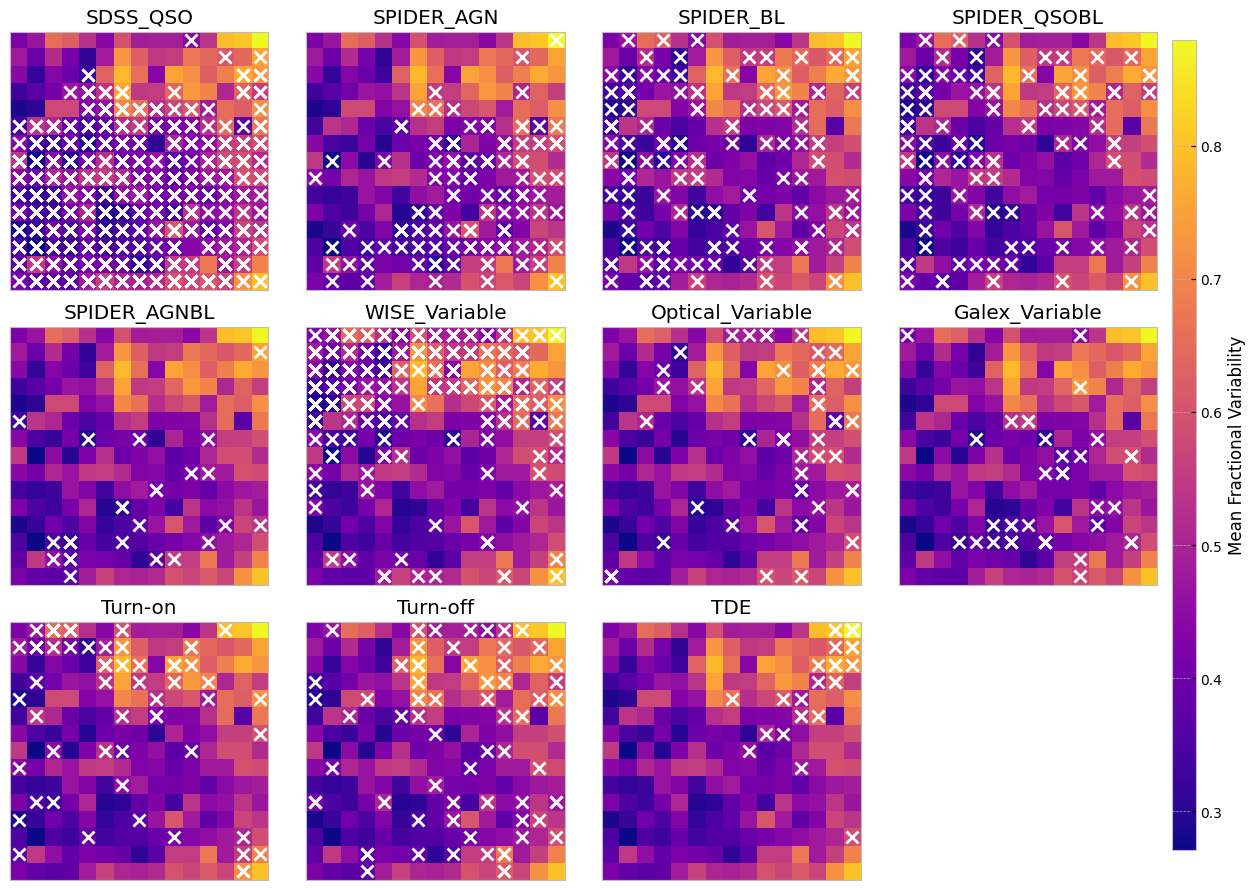 SDSS_QSO
SPIDER_AGN
SPIDER_BL
SPIDER_QSOBL
SPIDER_AGNBL
WISE_Variable
Optical_Variable
Galex_Variable
Turn-on
Turn-off
TDE
0.8
0.7
0.6
0.5
0.4
0.3
Mean Fractional Variability